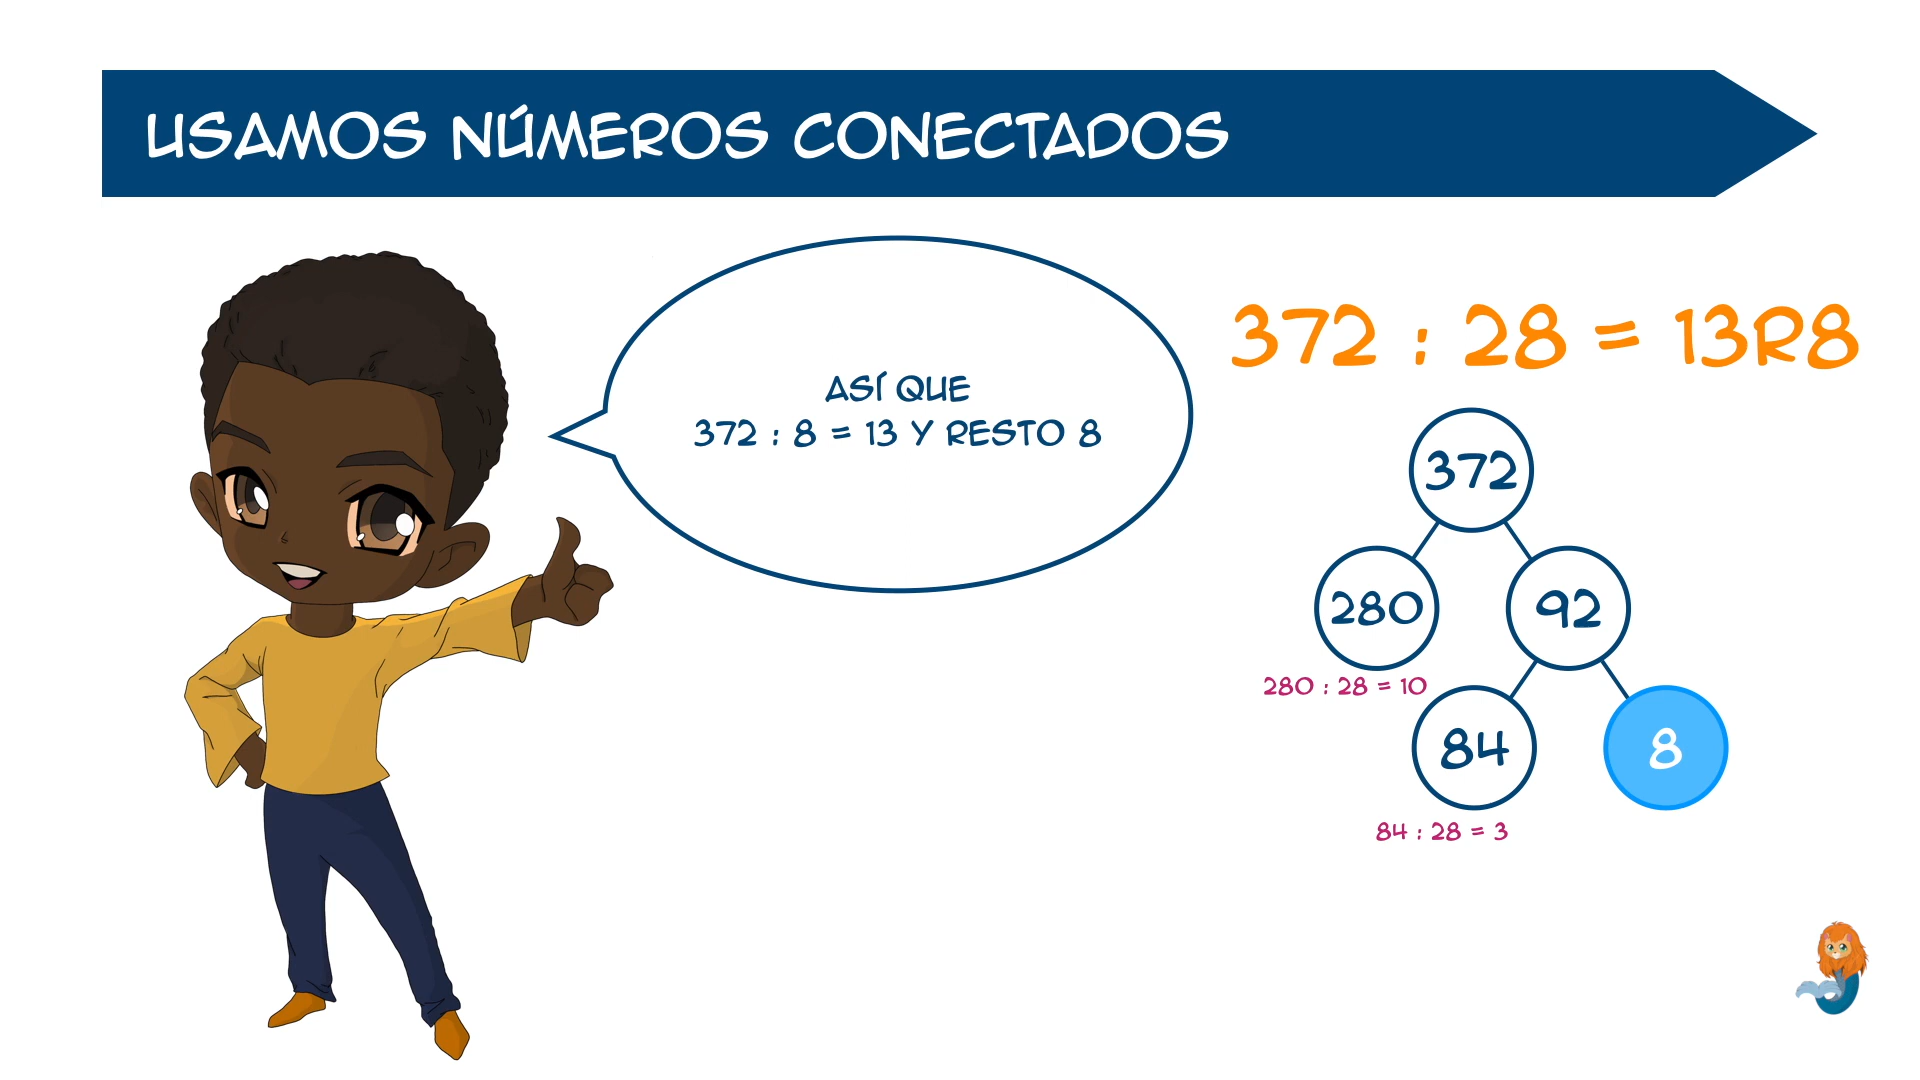 USAMOS NÚMEROS CONECTADOS
ASÍ QUE
372 : 8 = 13 Y RESTO 8
372 : 28 = 13R8
372
280
92
280 : 28 = 10
84
8
84 : 28 = 3